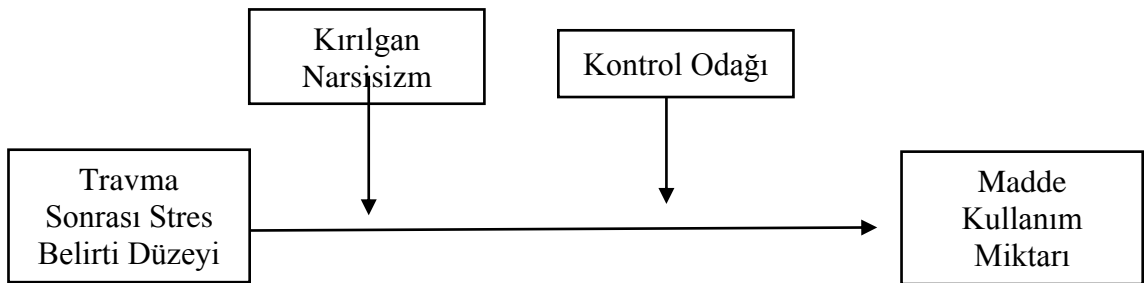 Kırılgan
Narsisizm
Kontrol Odağı
Travma
Sonrası Stres
Belirti Düzeyi
Madde
Kullanım
Miktarı